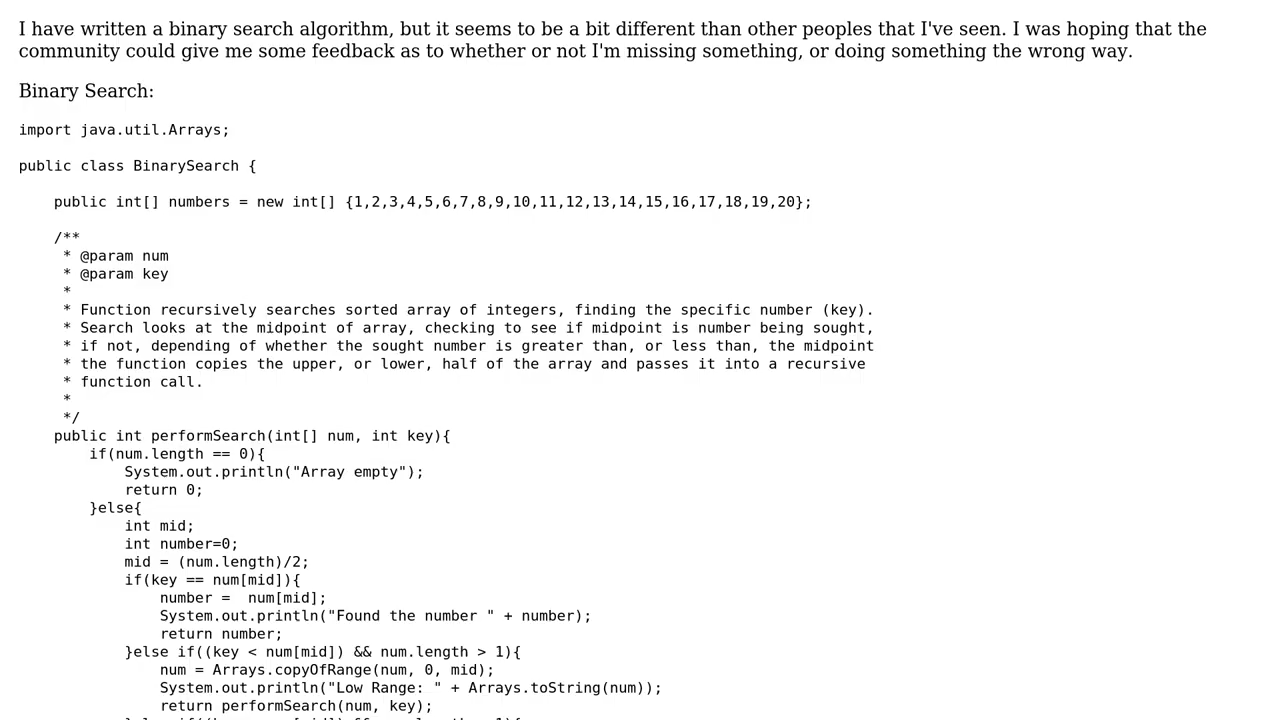 I have written a binary search algorithm, but it seems to be a bit different than other peoples that I've seen. I was hoping that the
community could give me some feedback as to whether or not I'm missing something, or doing something the wrong way.
Binary Search:
import java.util.Arrays;
public class BinarySearch {
    public int[] numbers = new int[] {1,2,3,4,5,6,7,8,9,10,11,12,13,14,15,16,17,18,19,20};
    /**
     * @param num
     * @param key
     *
     * Function recursively searches sorted array of integers, finding the specific number (key).
     * Search looks at the midpoint of array, checking to see if midpoint is number being sought,
     * if not, depending of whether the sought number is greater than, or less than, the midpoint
     * the function copies the upper, or lower, half of the array and passes it into a recursive
     * function call.
     *
     */
    public int performSearch(int[] num, int key){
        if(num.length == 0){
            System.out.println("Array empty");
            return 0;
        }else{
            int mid;
            int number=0;
            mid = (num.length)/2;
            if(key == num[mid]){
                number =  num[mid];
                System.out.println("Found the number " + number);
                return number;
            }else if((key < num[mid]) && num.length > 1){
                num = Arrays.copyOfRange(num, 0, mid);
                System.out.println("Low Range: " + Arrays.toString(num));
                return performSearch(num, key);